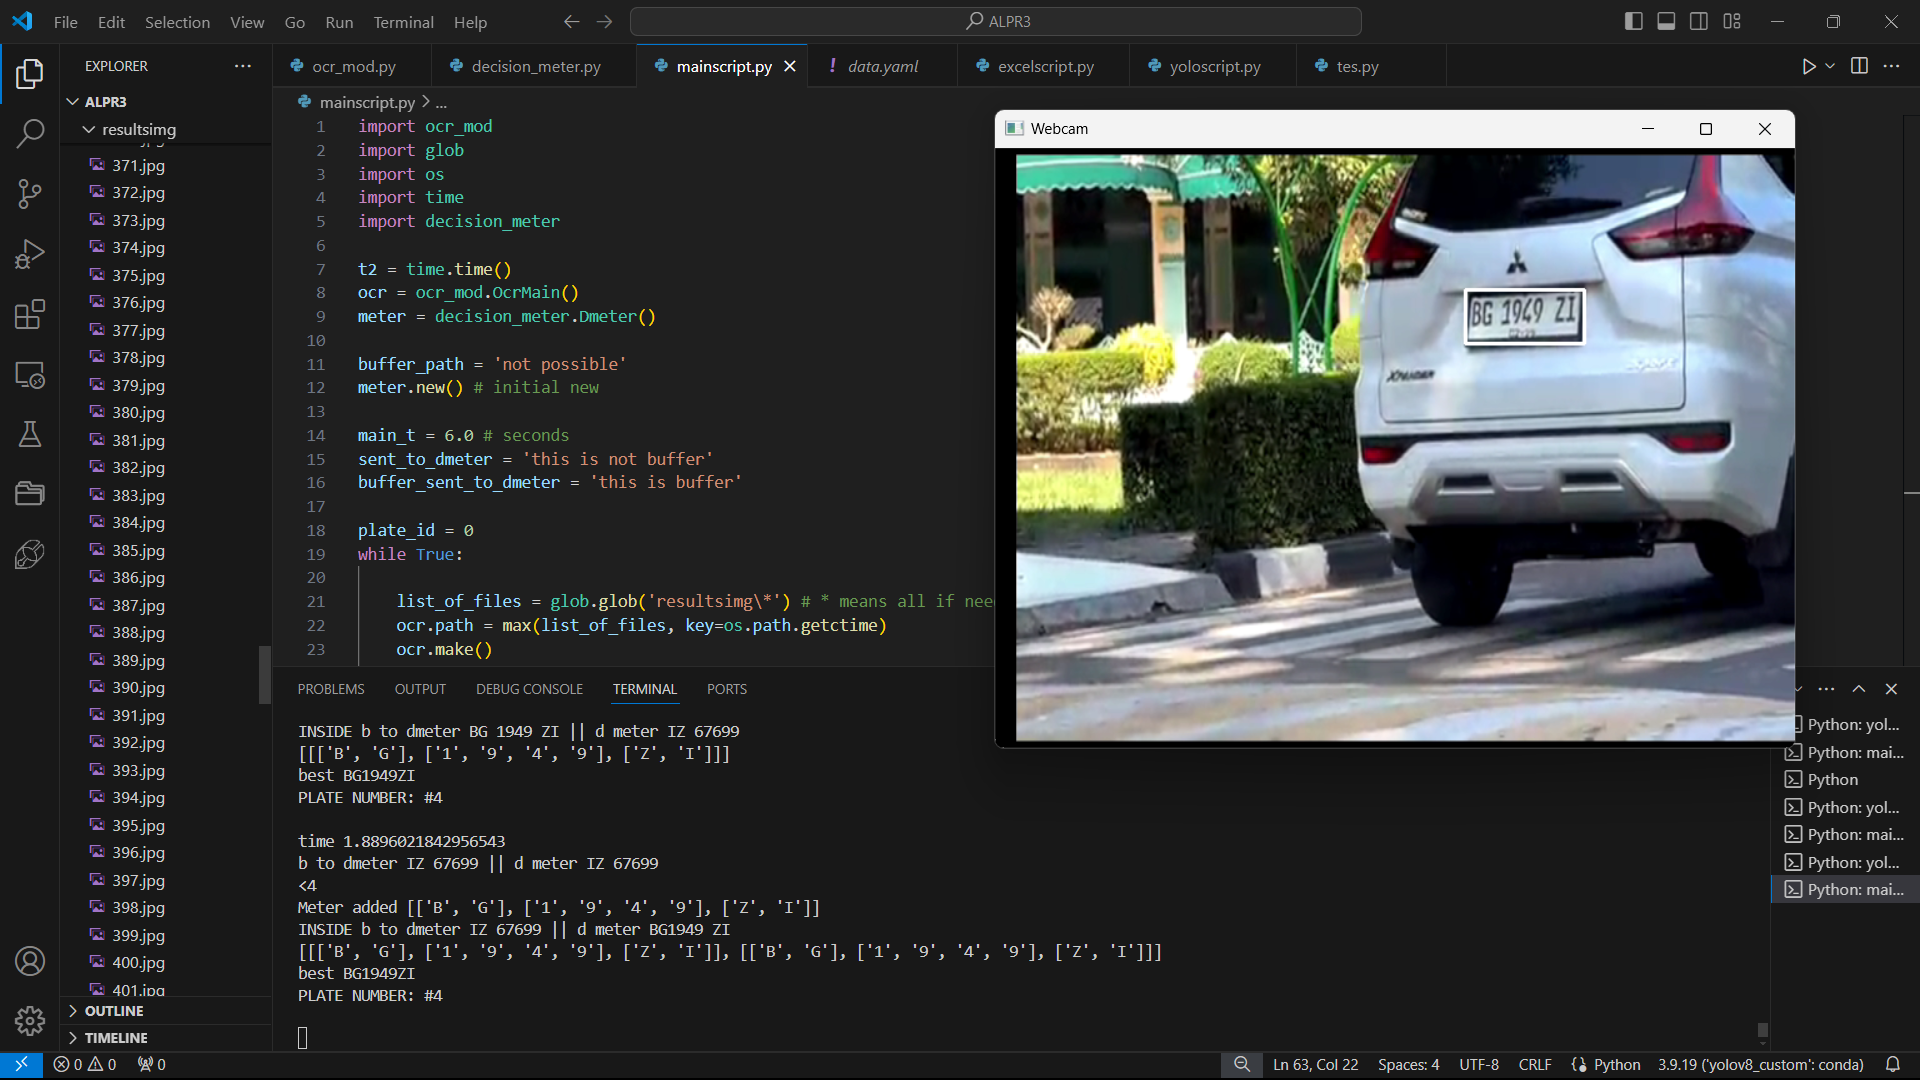 File Edit Selection View Go Run Terminal Help
ALPR3
EXPLORER
ALPR3
resultsimg
371.jpg
372.jpg
373.jpg
374.jpg
375.jpg
376.jpg
377.jpg
378.jpg
379.jpg
380.jpg
381.jpg
382.jpg
383.jpg
384.jpg
385.jpg
386.jpg
387.jpg
388.jpg
389.jpg
390.jpg
391.jpg
392.jpg
393.jpg
394.jpg
395.jpg
396.jpg
397.jpg
398.jpg
399.jpg
400.jpg
401.jpg
OUTLINE
TIMELINE
ocr_mod.py decision_meter.py mainscript.py ! data.yaml excelscript.py yoloscript.py tes.py
mainscript.py > ...
1 import ocr_mod
2 import glob
3 import os
4 import time
5 import decision_meter
6
7 t2 = time.time()
8 ocr = ocr_mod.OcrMain()
9 meter = decision_meter.Dmeter()
10
11 buffer_path = 'not possible'
12 meter.new() # initial new
13
14 main_t = 6.0 # seconds
15 sent_to_dmeter = 'this is not buffer'
16 buffer_sent_to_dmeter = 'this is buffer'
17
18 plate_id = 0
19 while True:
20
21 list_of_files = glob.glob('resultsimg\*') # * means all if nee
22 ocr.path = max(list_of_files, key=os.path.getctime)
23 ocr.make()
Webcam
BG 1949 ZI
XPANDER
PROBLEMS OUTPUT DEBUG CONSOLE TERMINAL PORTS
INSIDE b to dmeter BG 1949 ZI || d meter IZ 67699
[[['B', 'G'], ['1', '9', '4', '9'], ['Z', 'I']]]
best BG1949ZI
PLATE NUMBER: #4
time 1.8896021842956543
b to dmeter IZ 67699 || d meter IZ 67699
<4
Meter added [['B', 'G'], ['1', '9', '4', '9'], ['Z', 'I']]
INSIDE b to dmeter IZ 67699 || d meter BG1949 ZI
[[['B', 'G'], ['1', '9', '4', '9'], ['Z', 'I']], [['B', 'G'], ['1', '9', '4', '9'], ['Z', 'I']]]
best BG1949ZI
PLATE NUMBER: #4
Python: yol...
Python: mai...
Python
Python: yol...
Python: mai...
Python: yol...
Python: mai...
0 0 0 Ln 63, Col 22 Spaces: 4 UTF-8 CRLF Python 3.9.19 ('yolov8_custom': conda)